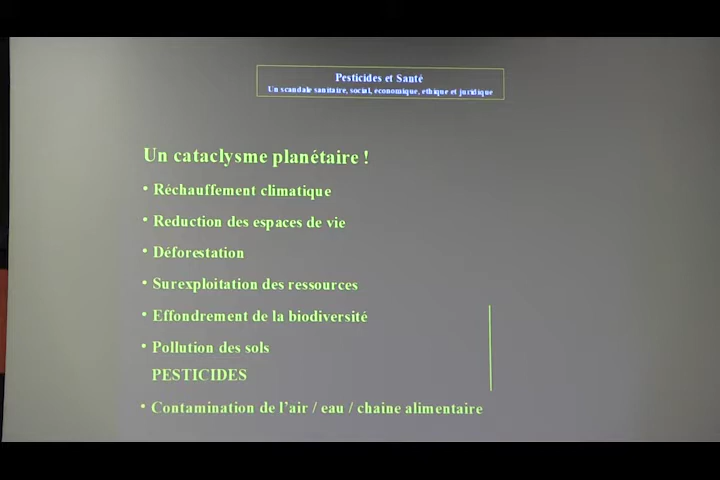 Pesticides et Santé
Un scandale sanitaire, social, économique, ethique et juridique
Un cataclysme planétaire !
• Réchauffement climatique
• Reduction des espaces de vie
• Déforestation
• Surexploitation des ressources
• Effondrement de la biodiversité
• Pollution des sols
PESTICIDES
• Contamination de l'air / eau / chaine alimentaire